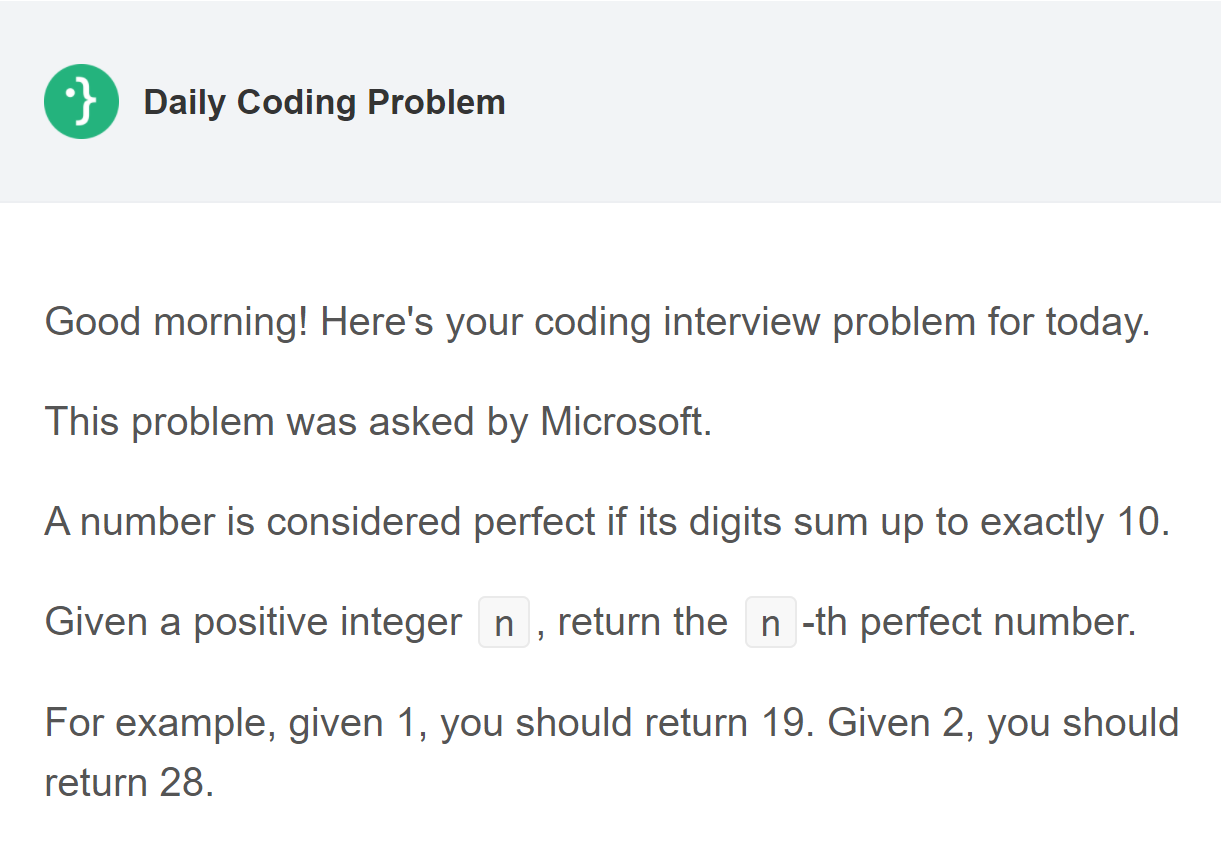 Daily Coding Problem
Good morning! Here's your coding interview problem for today.
This problem was asked by Microsoft.
A number is considered perfect if its digits sum up to exactly 10.
Given a positive integer n, return the n-th perfect number.
For example, given 1, you should return 19. Given 2, you should
return 28.